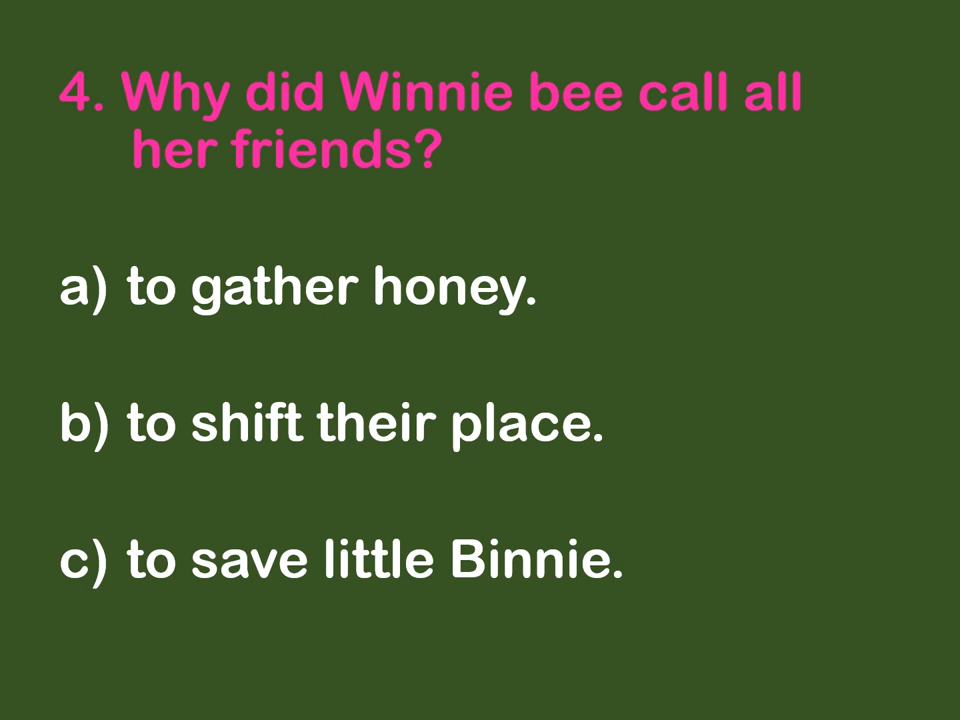 4. Why did Winnie bee call all
her friends?
a) to gather honey.
b) to shift their place.
c) to save little Binnie.